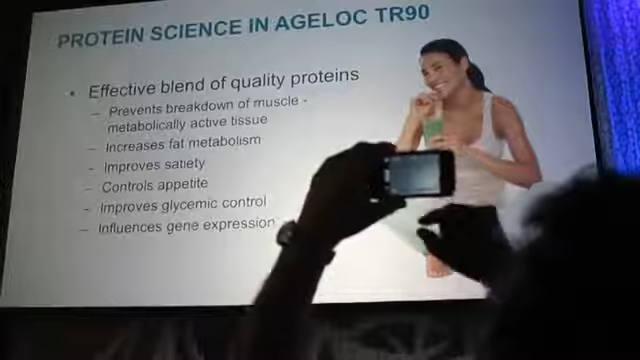 PROTEIN SCIENCE IN AGELOC TR90
• Effective blend of quality proteins
– Prevents breakdown of muscle -
metabolically active tissue
– Increases fat metabolism
– Improves satiety
– Controls appetite
– Improves glycemic control
– Influences gene expression